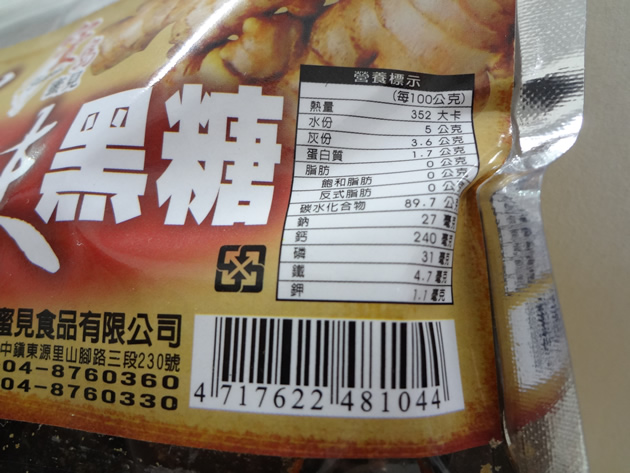 黑糖
營養標示
(每100公克)
熱量 352 大卡
水份 5 公克
灰份 3.6 公克
蛋白質 1.7 公克
脂肪 0 公克
飽和脂肪 0 公克
反式脂肪 0 公
碳水化合物 89.7 公克
鈉 27 毫克
鈣 240 毫克
磷 31 毫克
鐵 4.7 毫克
鉀 1.1 毫克
蜜見食品有限公司
中鎮東源里山腳路三段230號
04-8760360
04-8760330
4 717622 481044